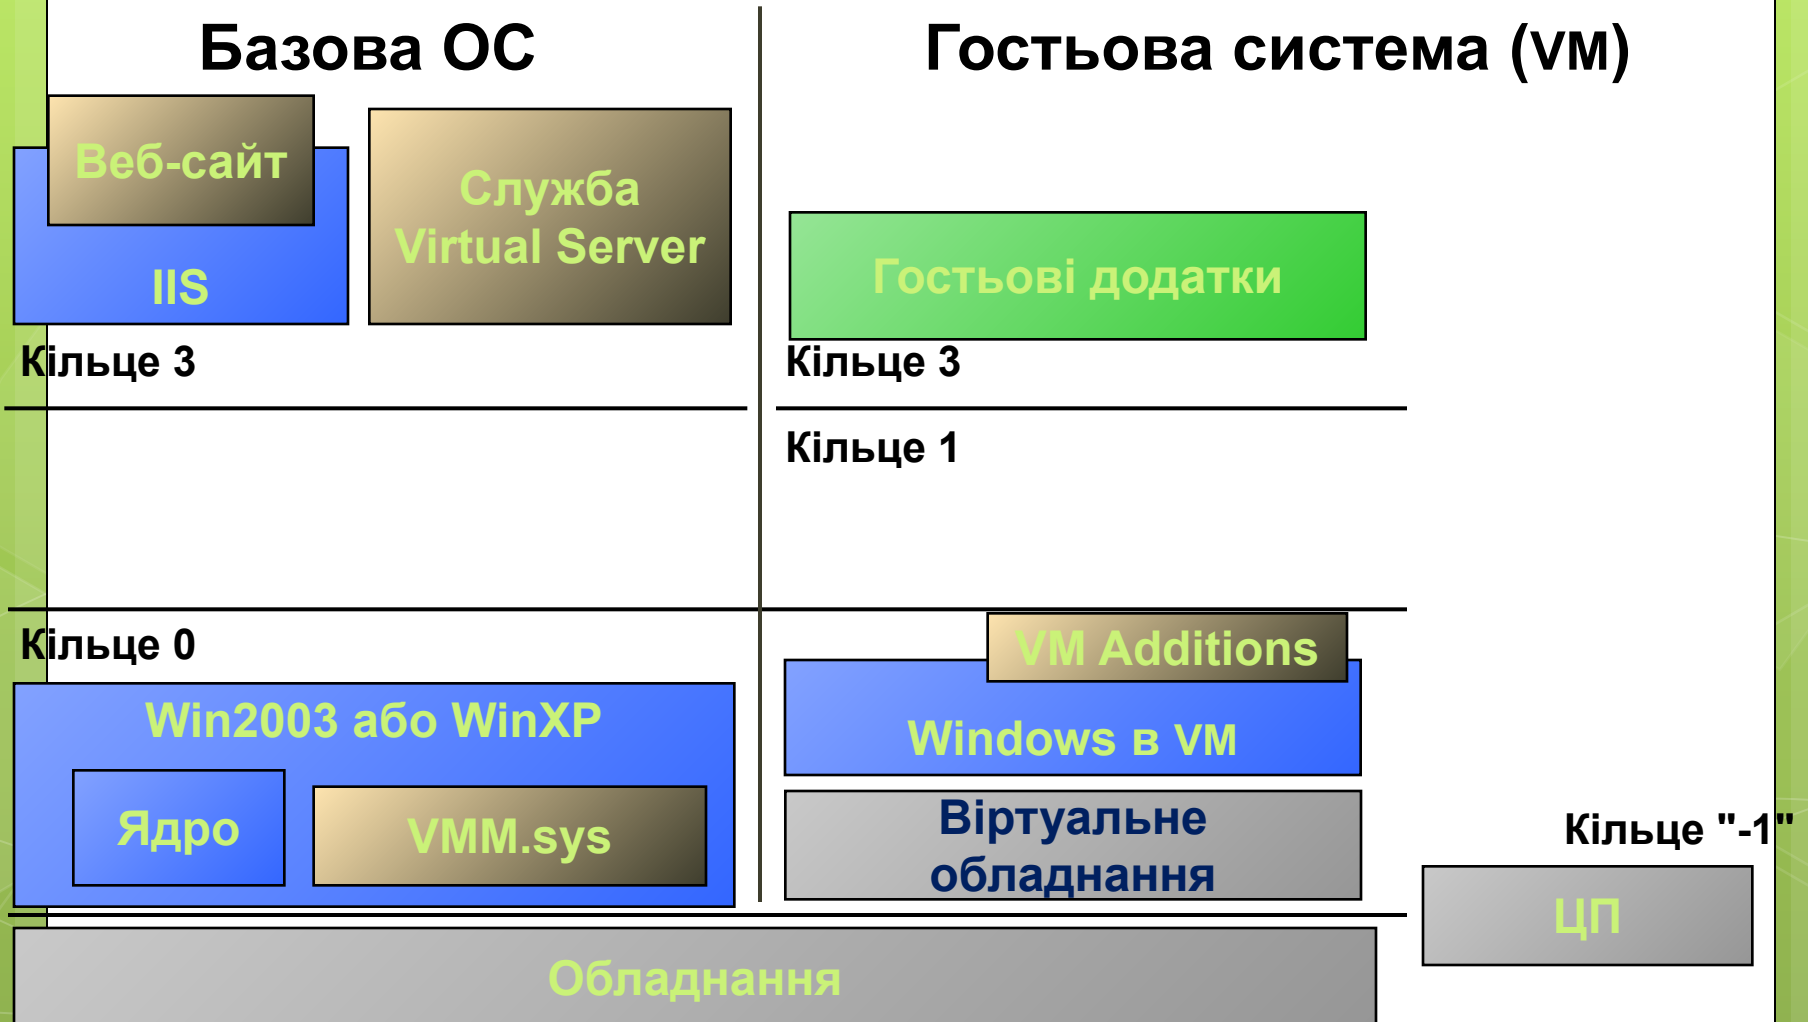 Базова ОС
Гостьова система (VM)
Веб-сайт
IIS
Служба
Virtual Server
Гостьові додатки
Кільце 3
Кільце 3
Кільце 1
Кільце 0
VM Additions
Win2003 або WinXP
Windows в VM
Ядро
VMM.sys
Віртуальне
обладнання
Кільце "-1"
ЦП
Обладнання